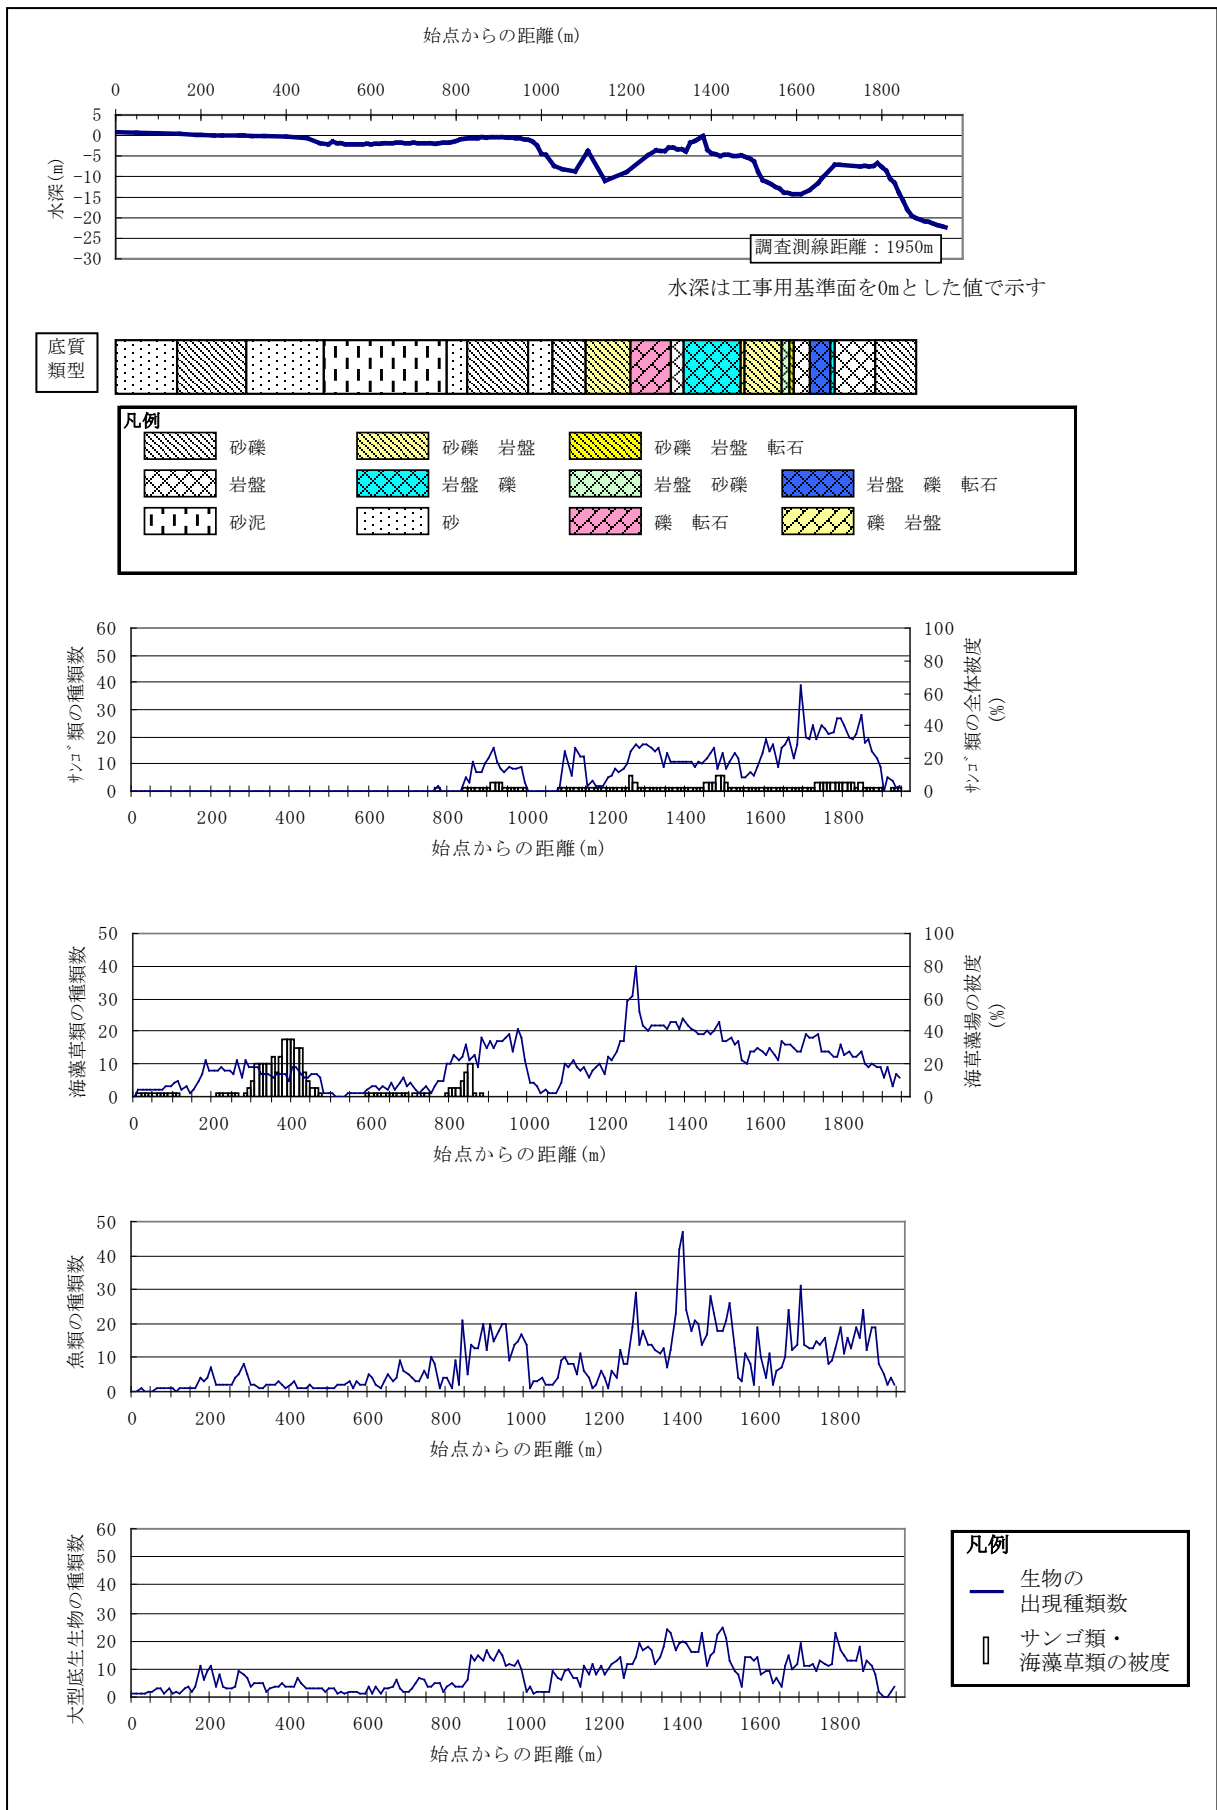 始点からの距離(m)
0 200 400 600 800 1000 1200 1400 1600 1800
5
0
-5
-10
-15
-20
-25
-30
水深(m)
調査測線距離：1950m
水深は工事用基準面を0mとした値で示す
底質
類型
凡例
砂礫 砂礫 岩盤 砂礫 岩盤 転石
岩盤 岩盤 礫 岩盤 砂礫 岩盤 礫 転石
砂泥 砂 礫 転石 礫 岩盤
60
50
40
30
20
10
0
ｻﾝｺﾞ類の種類数
100
80
60
40
20
0
ｻﾝｺﾞ類の全体被度
(%)
0 200 400 600 800 1000 1200 1400 1600 1800
始点からの距離(m)
50
40
30
20
10
0
海藻草類の種類数
100
80
60
40
20
0
海草藻場の被度
(%)
0 200 400 600 800 1000 1200 1400 1600 1800
始点からの距離(m)
50
40
30
20
10
0
魚類の種類数
0 200 400 600 800 1000 1200 1400 1600 1800
始点からの距離(m)
60
50
40
30
20
10
0
大型底生生物の種類数
0 200 400 600 800 1000 1200 1400 1600 1800
始点からの距離(m)
凡例
生物の
出現種類数
サンゴ類・
海藻草類の被度